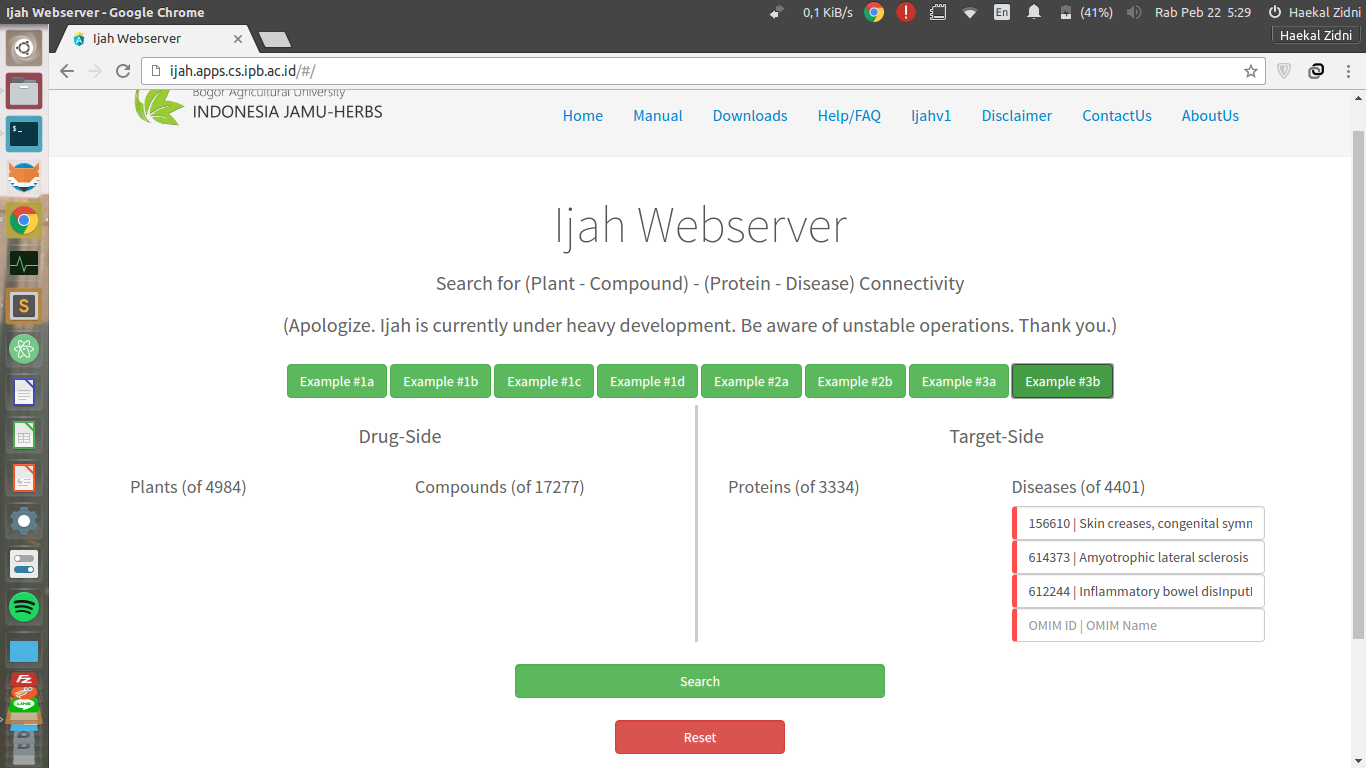 Ijah Webserver - Google Chrome
0,1 KiB/s
En
(41%)
Rab Peb 22 5:29
Haekal Zidni
Ijah Webserver
Haekal Zidni
ijah.apps.cs.ipb.ac.id/#/
Bogor Agricultural University
INDONESIA JAMU-HERBS
Home
Manual
Downloads
Help/FAQ
Ijahv1
Disclaimer
ContactUs
AboutUs
Ijah Webserver
Search for (Plant - Compound) - (Protein - Disease) Connectivity
(Apologize. Ijah is currently under heavy development. Be aware of unstable operations. Thank you.)
Example #1a
Example #1b
Example #1c
Example #1d
Example #2a
Example #2b
Example #3a
Example #3b
Drug-Side
Target-Side
Plants (of 4984)
Compounds (of 17277)
Proteins (of 3334)
Diseases (of 4401)
156610 | Skin creases, congenital symm
614373 | Amyotrophic lateral sclerosis
612244 | Inflammatory bowel disInput
OMIM ID | OMIM Name
Search
Reset
S
FZ
LINE